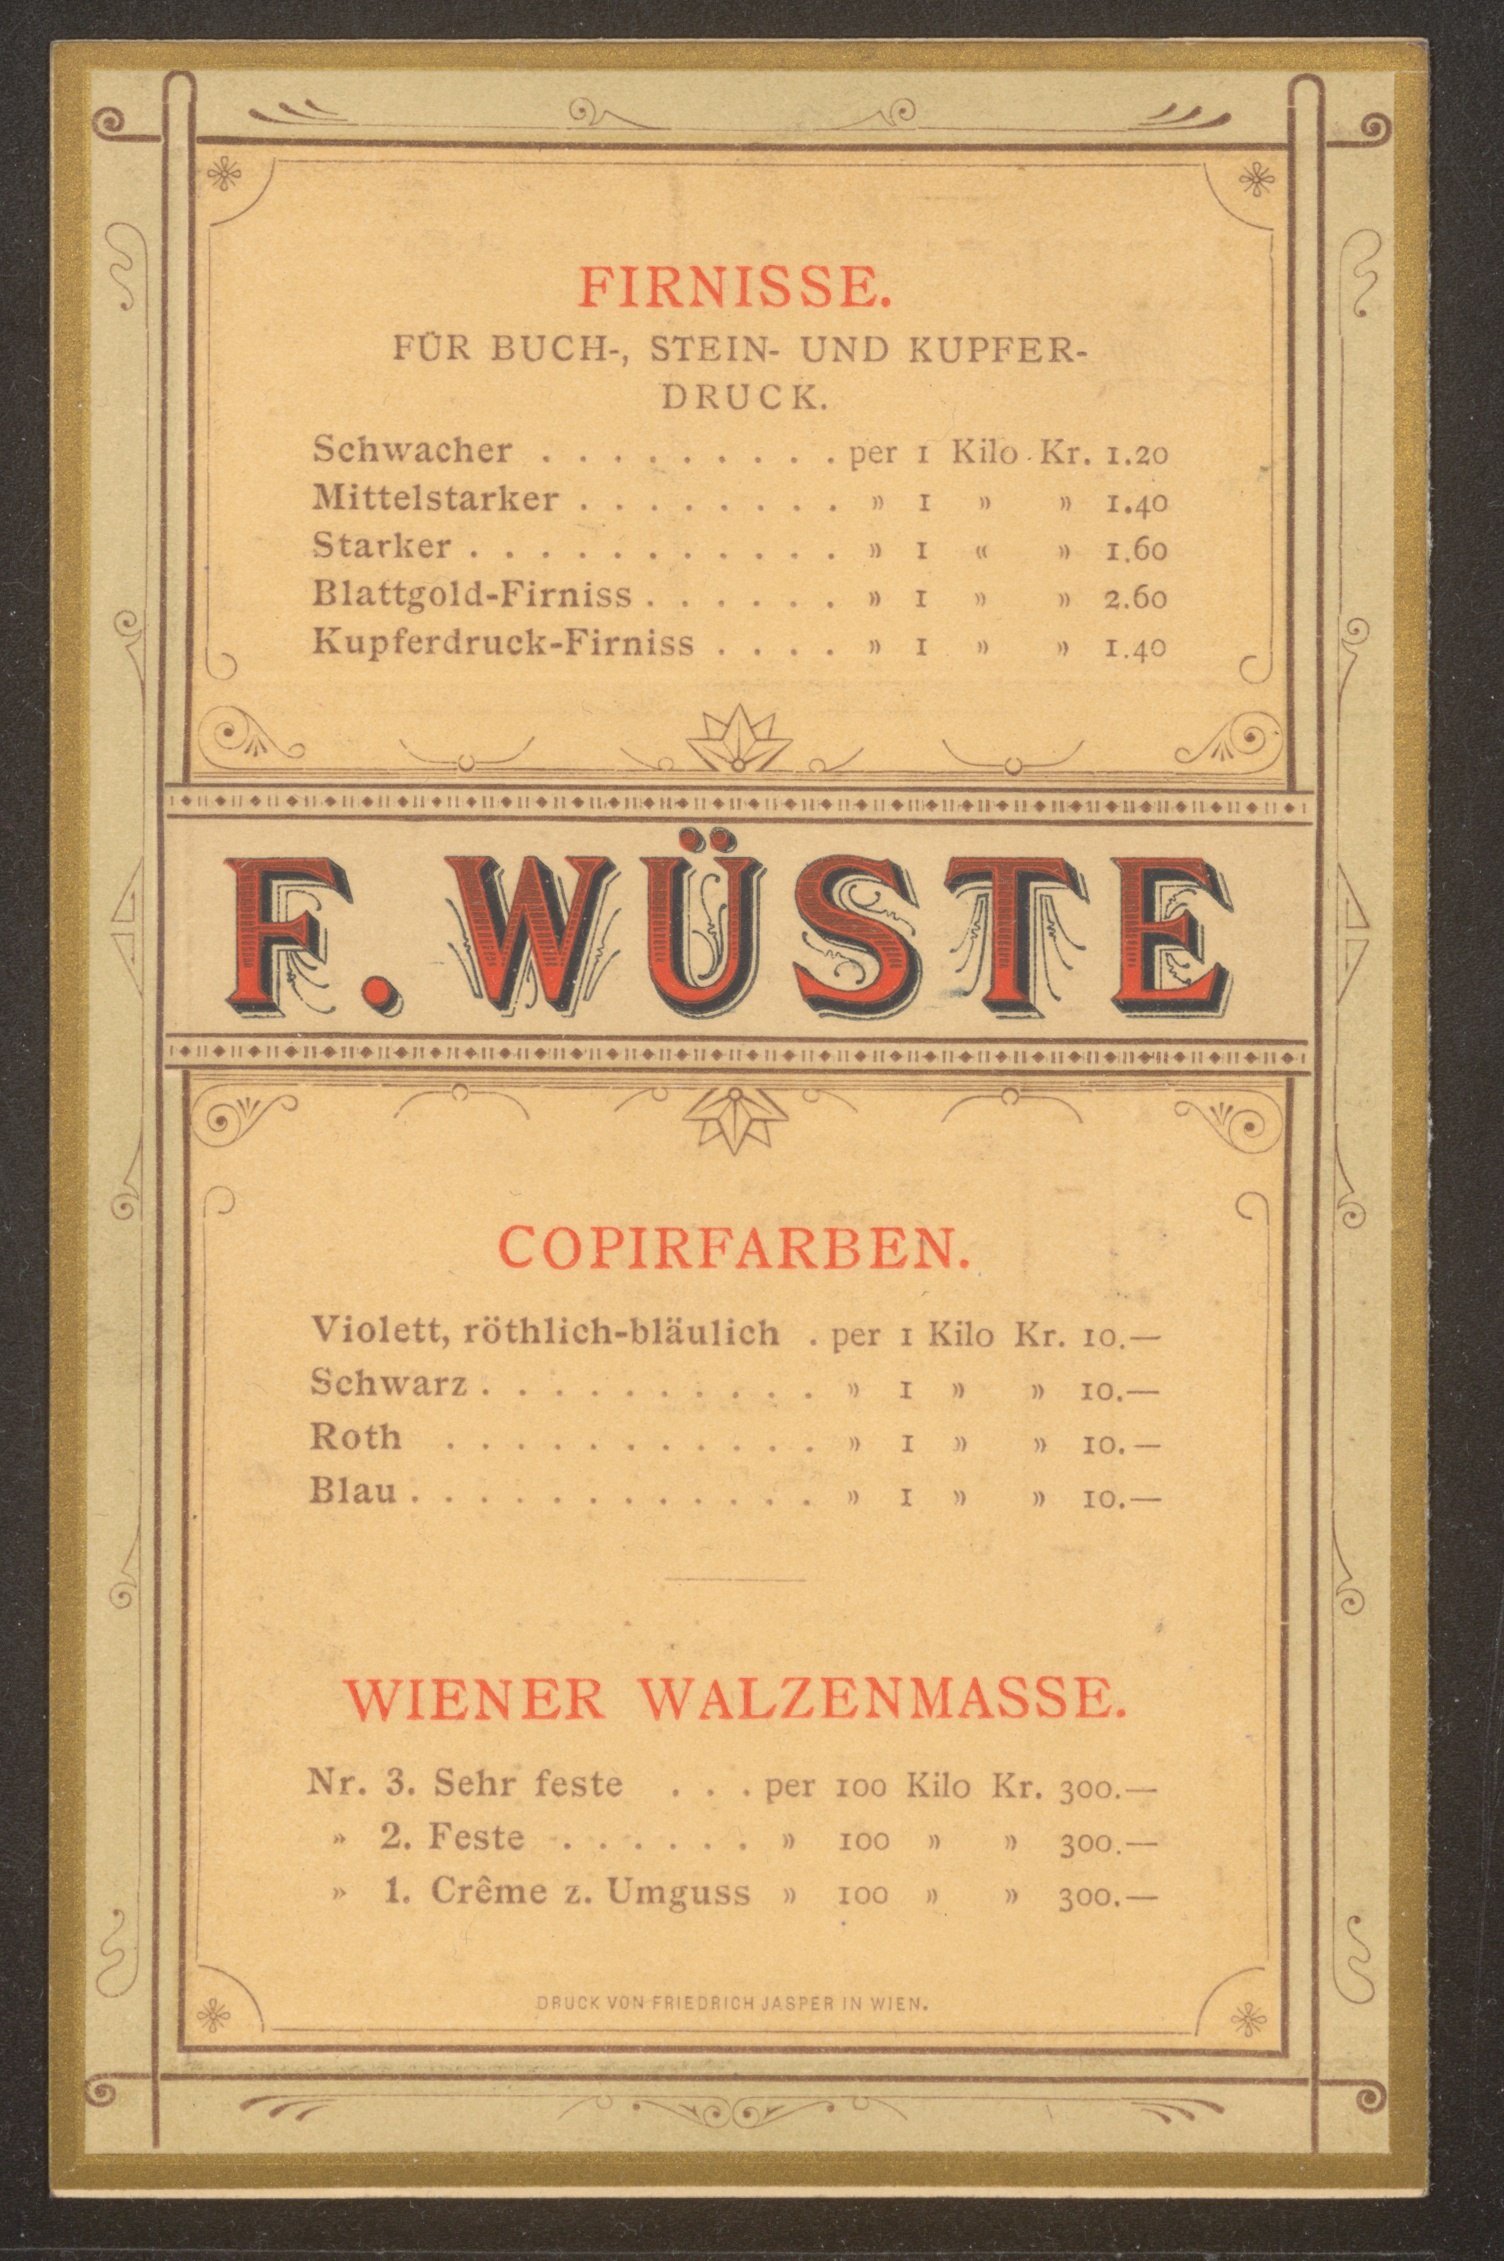 FIRNISSE.
FÜR BUCH-, STEIN- UND KUPFER-
DRUCK.
Schwacher . . . . . . . . . per 1 Kilo Kr. 1.20
Mittelstarker . . . . . . . . » 1 » » 1.40
Starker . . . . . . . . . . . » 1 « » 1.60
Blattgold-Firniss . . . . . . » 1 » » 2.60
Kupferdruck-Firniss . . . . » 1 » » 1.40
F. WÜSTE
COPIRFARBEN.
Violett, röthlich-bläulich . per 1 Kilo Kr. 10.—
Schwarz . . . . . . . . . . » 1 » » 10.—
Roth . . . . . . . . . . . » 1 » » 10.—
Blau . . . . . . . . . . . . » 1 » » 10.—
WIENER WALZENMASSE.
Nr. 3. Sehr feste . . . per 100 Kilo Kr. 300.—
» 2. Feste . . . . . . » 100 » » 300.—
» 1. Crême z. Umguss » 100 » » 300.—
DRUCK VON FRIEDRICH JASPER IN WIEN.